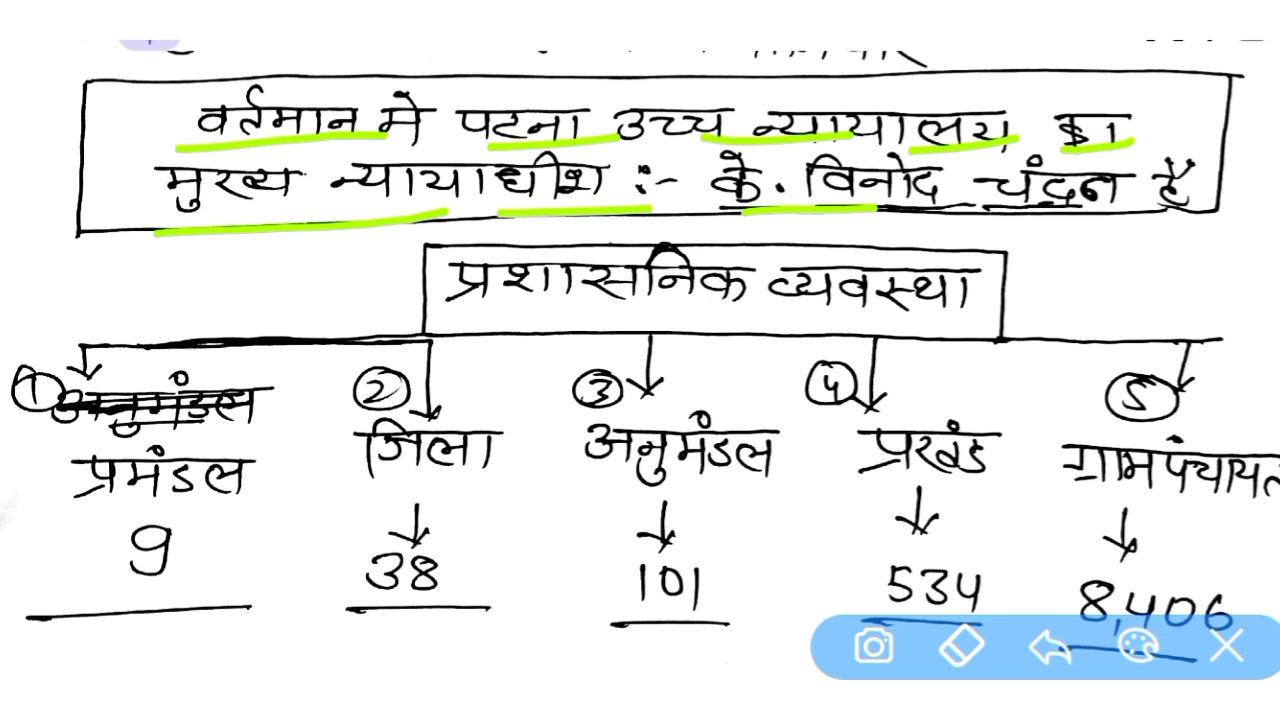 वर्तमान मे पटना उच्च न्यायालय का
मुख्य न्यायाधीश :- के. विनोद चंदन है
प्रशासनिक व्यवस्था
1 अनुमंडल
प्रमंडल
9
2
जिला
38
3
अनुमंडल
101
4
प्रखंड
534
5
ग्रामपंचायत
8,406